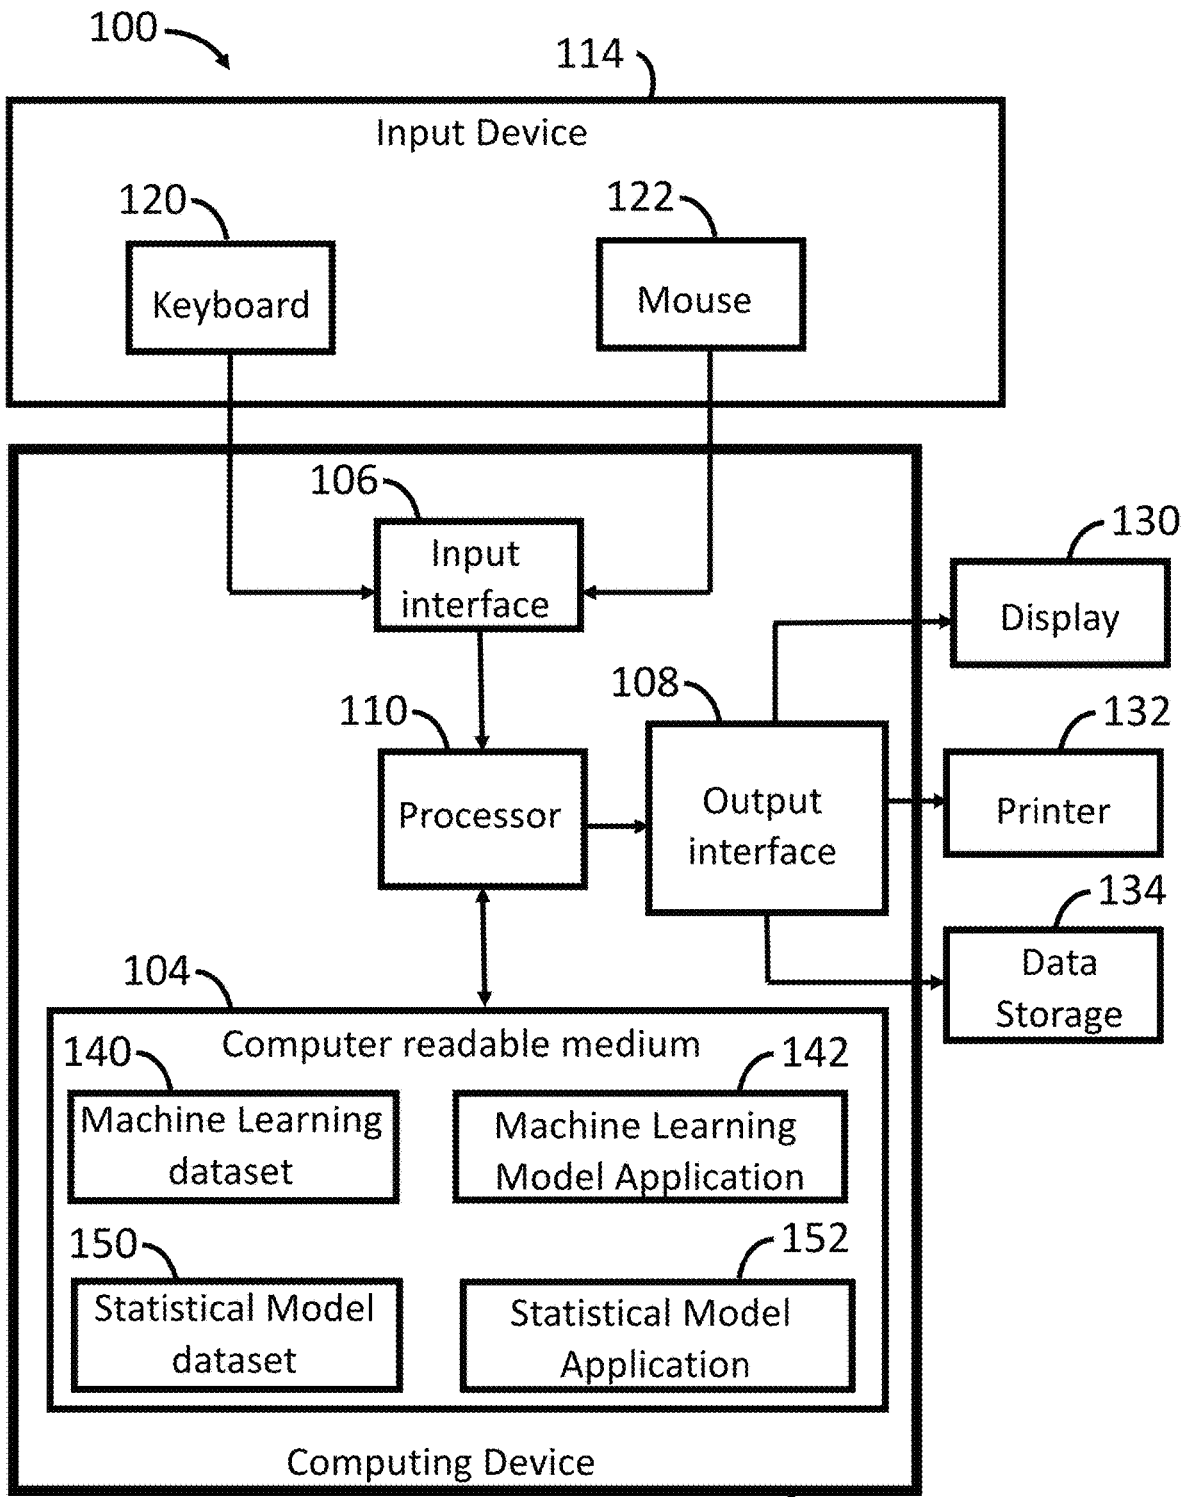 100
114
Input Device
120
122
Keyboard
Mouse
106
Input
interface
130
Display
108
110
132
Processor
Output
interface
Printer
134
Data
Storage
104
Computer readable medium
140
142
Machine Learning
dataset
Machine Learning
Model Application
150
152
Statistical Model
dataset
Statistical Model
Application
Computing Device